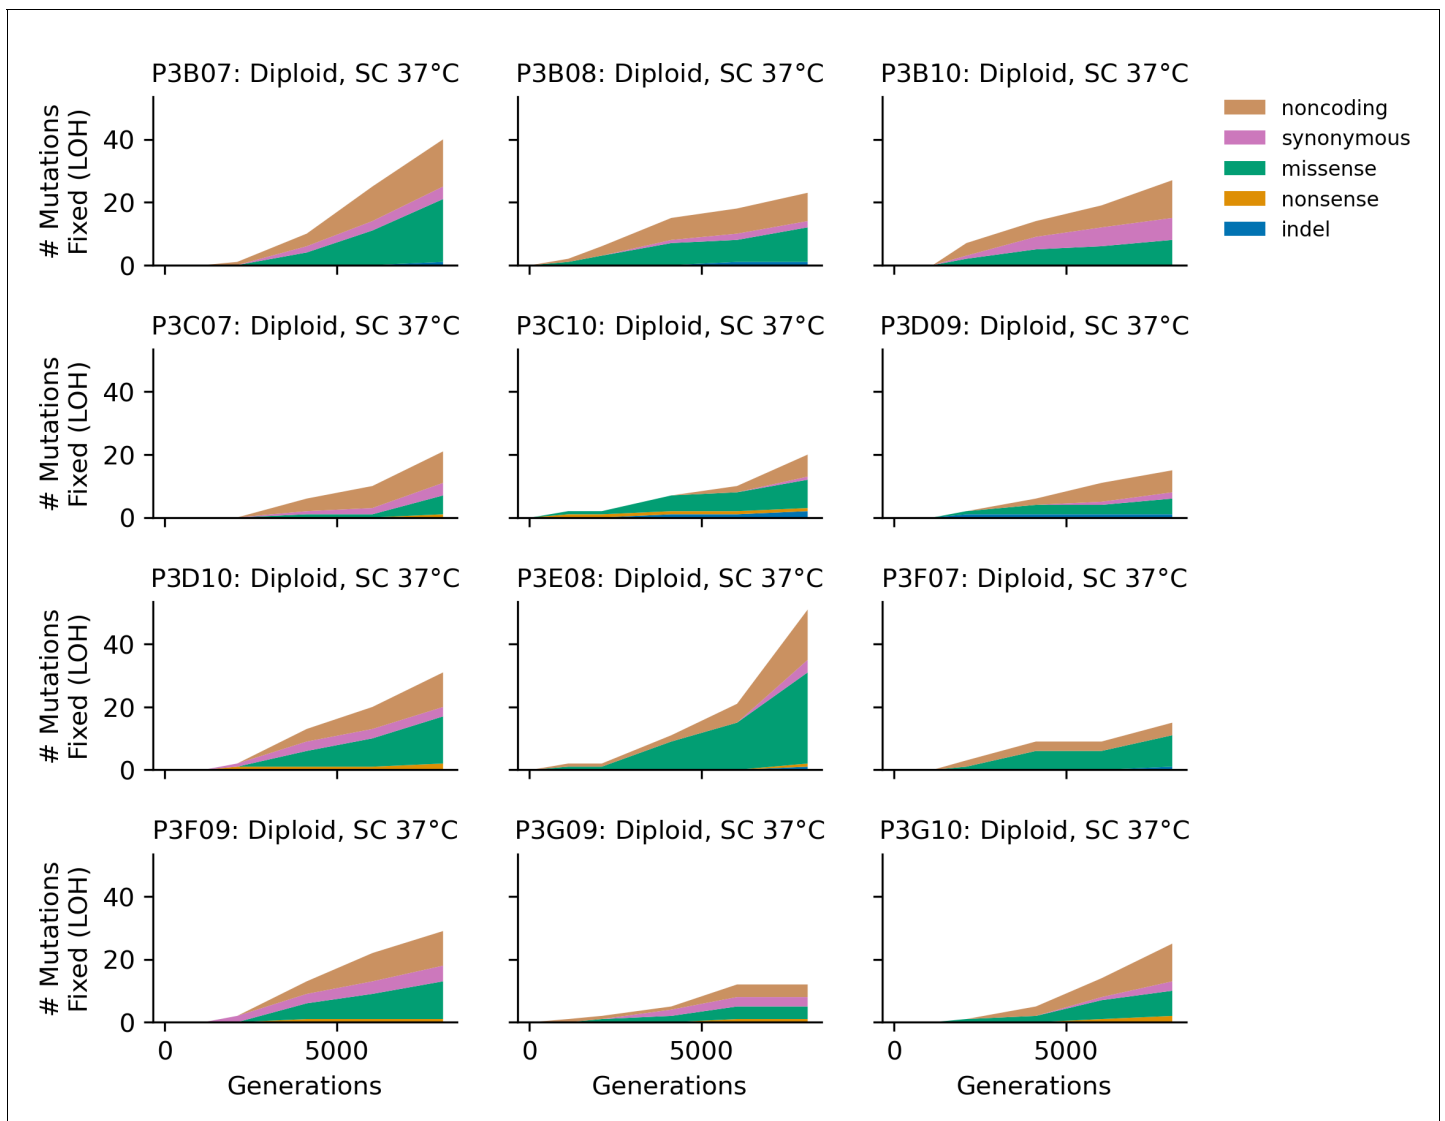 P3B07: Diploid, SC 37°C
P3B08: Diploid, SC 37°C
P3B10: Diploid, SC 37°C
# Mutations
Fixed (LOH)
40
20
0
noncoding
synonymous
missense
nonsense
indel
P3C07: Diploid, SC 37°C
P3C10: Diploid, SC 37°C
P3D09: Diploid, SC 37°C
# Mutations
Fixed (LOH)
40
20
0
P3D10: Diploid, SC 37°C
P3E08: Diploid, SC 37°C
P3F07: Diploid, SC 37°C
# Mutations
Fixed (LOH)
40
20
0
P3F09: Diploid, SC 37°C
P3G09: Diploid, SC 37°C
P3G10: Diploid, SC 37°C
# Mutations
Fixed (LOH)
40
20
0
0 5000
0 5000
0 5000
Generations
Generations
Generations